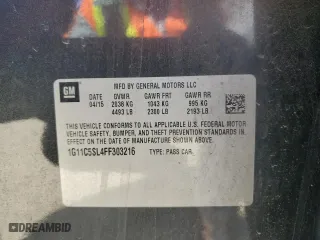 GM
MFD BY GENERAL MOTORS LLC
DATE GVWR GAWR FRT GAWR RR
04/15 2038 KG 1043 KG 995 KG
4493 LB 2300 LB 2193 LB
THIS VEHICLE CONFORMS TO ALL APPLICABLE U.S. FEDERAL MOTOR
VEHICLE SAFETY, BUMPER, AND THEFT PREVENTION STANDARDS IN
EFFECT ON THE DATE OF MANUFACTURE SHOWN ABOVE.
1G11C5SL4FF303216 TYPE: PASS CAR